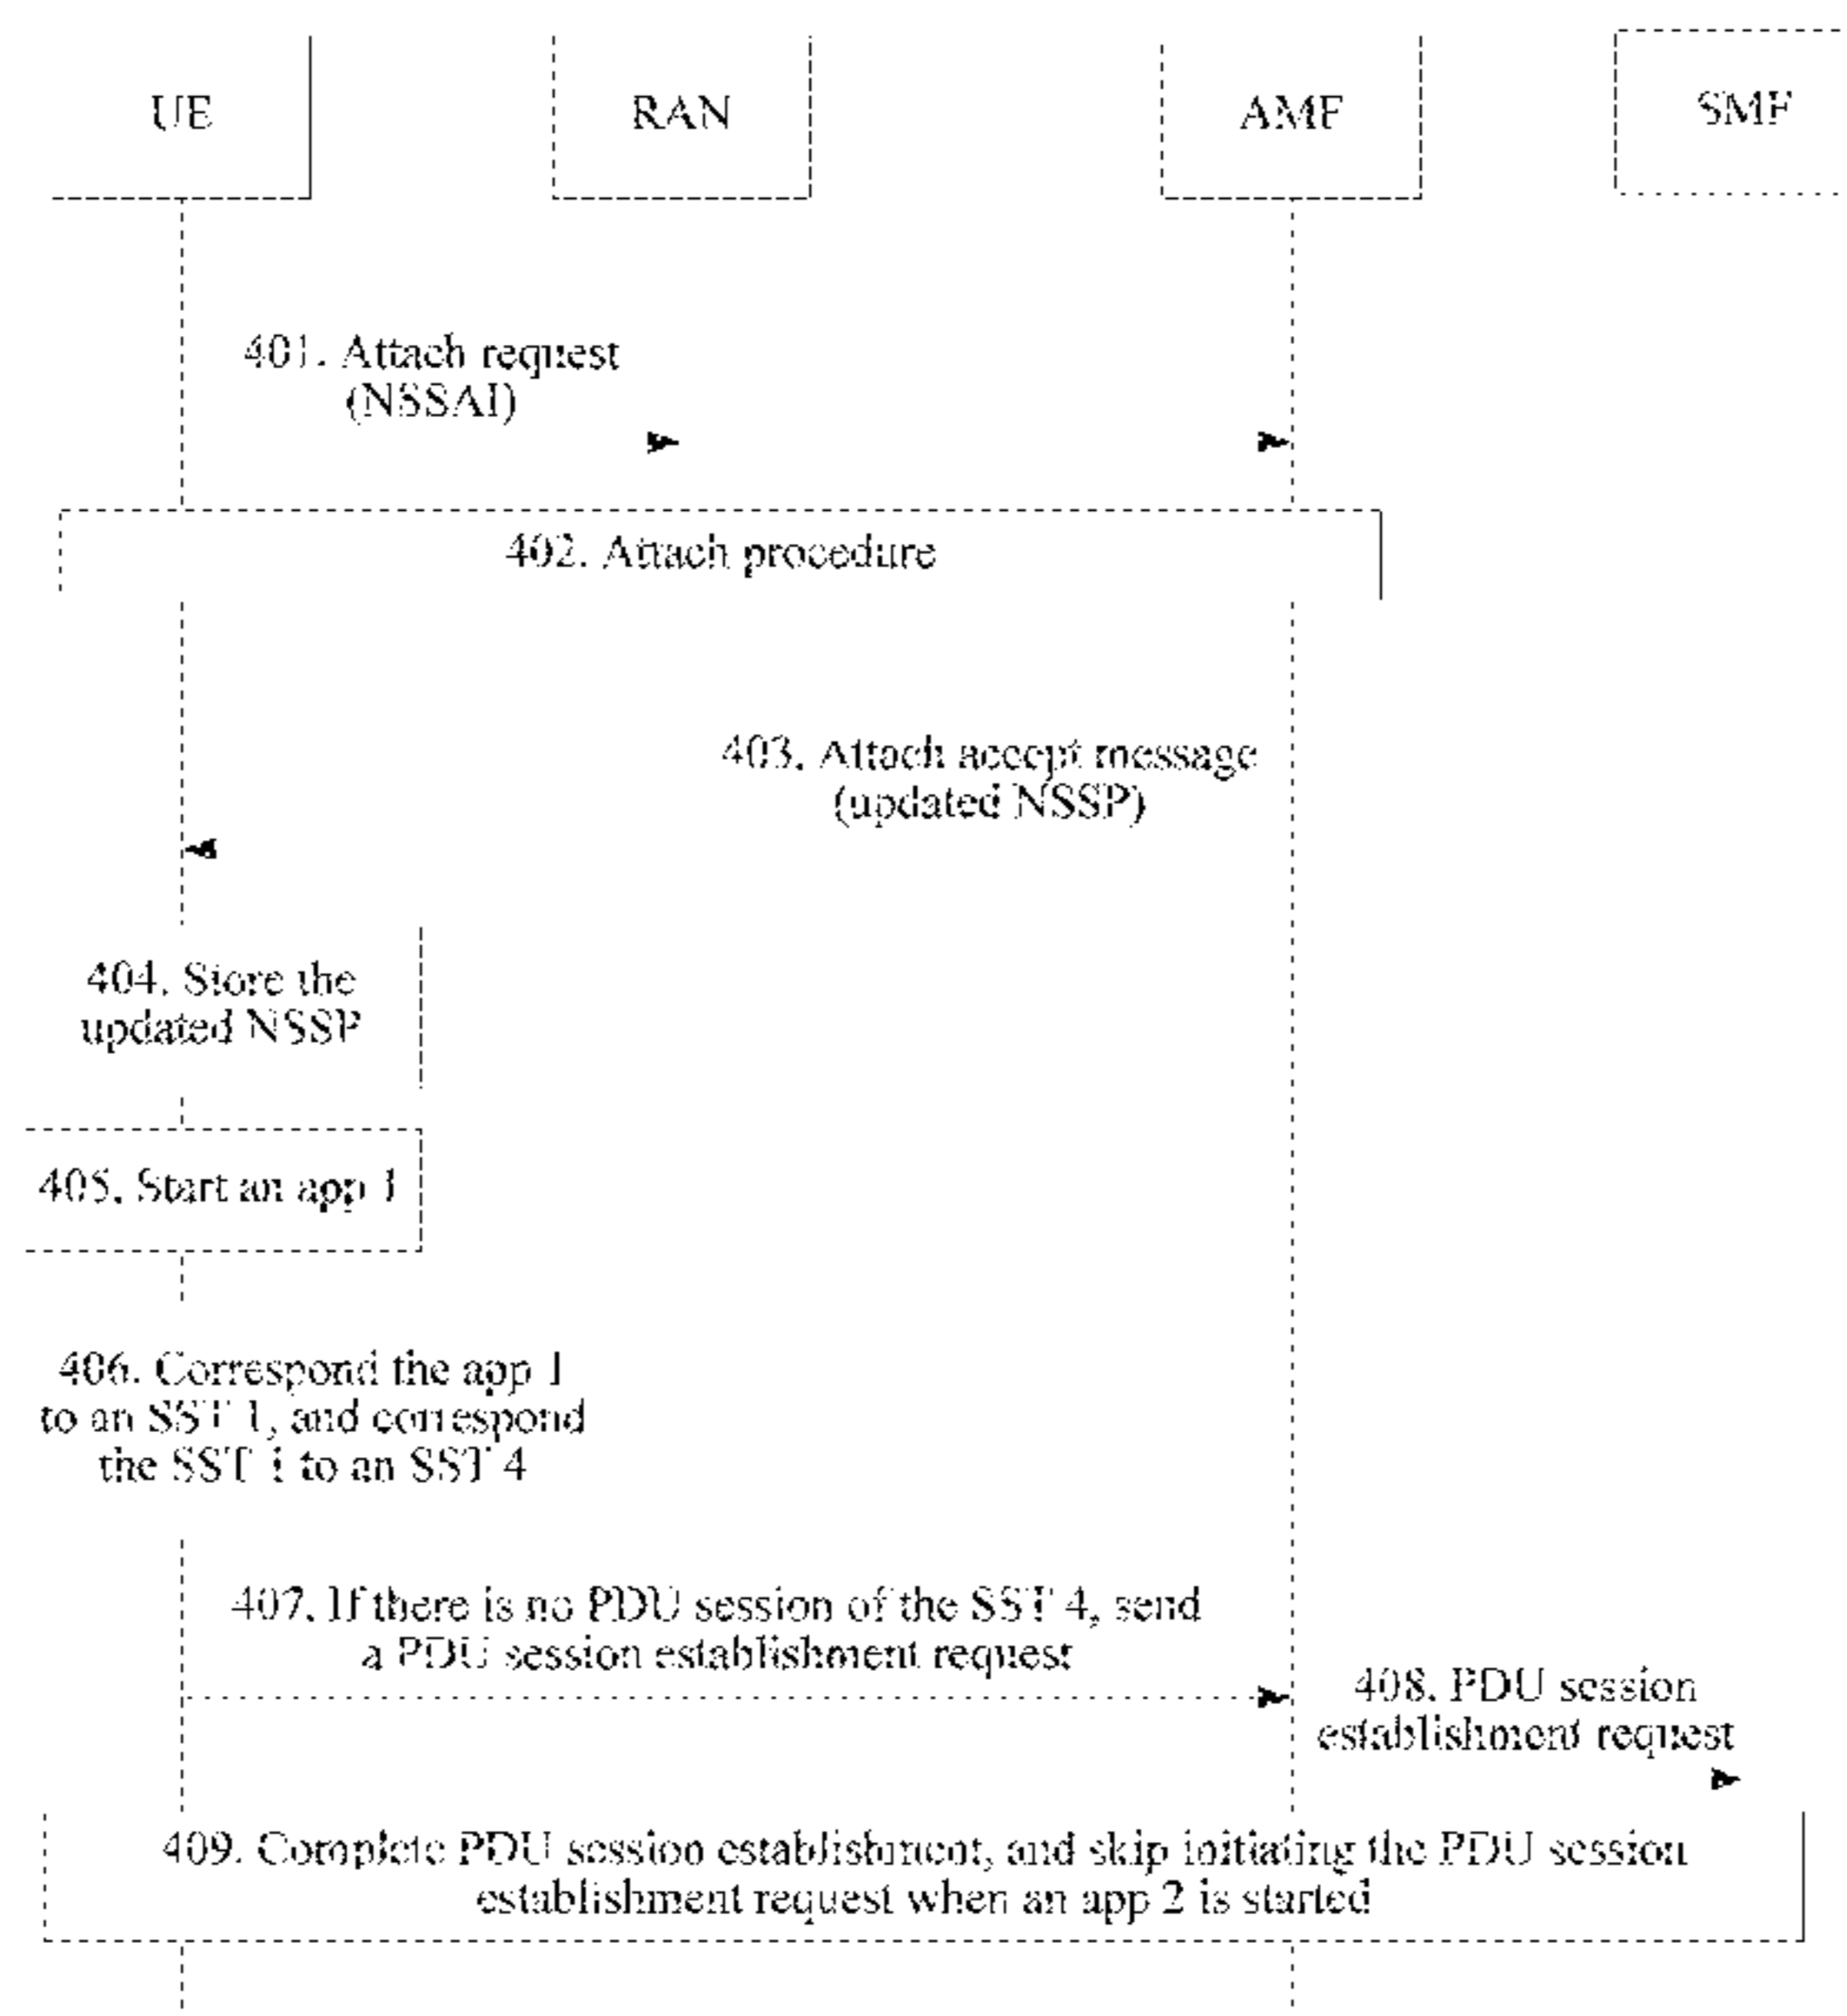 UE
RAN
AMF
SMF
401. Attach request
(NSSAI)
402. Attach procedure
403. Attach accept message
(updated NSSP)
404. Store the
updated NSSP
405. Start an app 1
406. Correspond the app 1
to an SST 1, and correspond
the SST 1 to an SST 4
407. If there is no PDU session of the SST 4, send
a PDU session establishment request
408. PDU session
establishment request
409. Complete PDU session establishment, and skip initiating the PDU session
establishment request when an app 2 is started